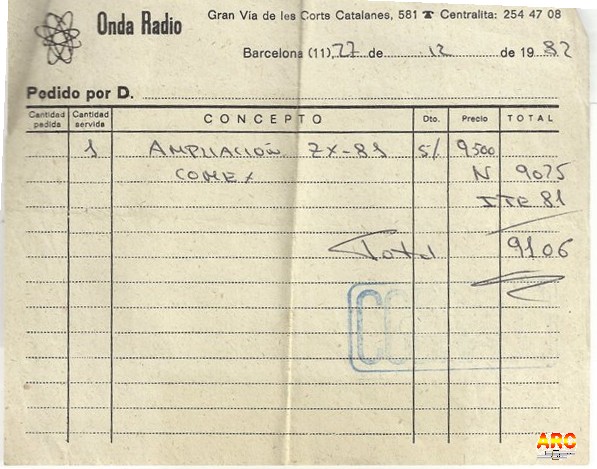 Onda Radio
Gran Via de les Corts Catalanes, 581 ☎ Centralita: 254 47 08
Barcelona (11), 27 de 12 de 1982
Pedido por D.
Cantidad pedida Cantidad servida CONCEPTO Dto. Precio TOTAL
1 AMPLIACIÓN ZX-81 5% 9500
COMEX N 9025
ITE 81
Total 9106
ARC